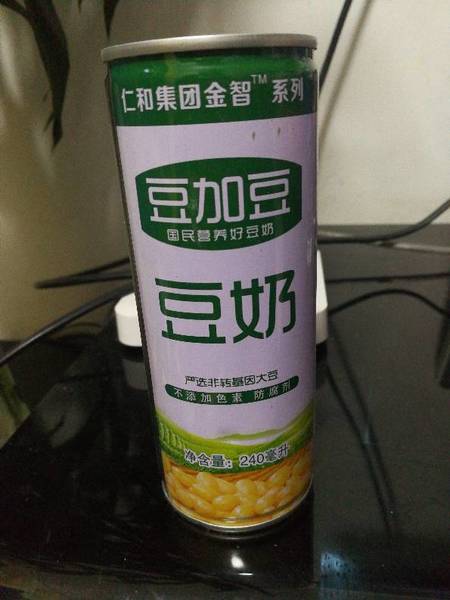 仁和集团金智™系列
豆加豆
国民营养好豆奶
豆奶
严选非转基因大豆
不添加色素 防腐剂
净含量：240毫升